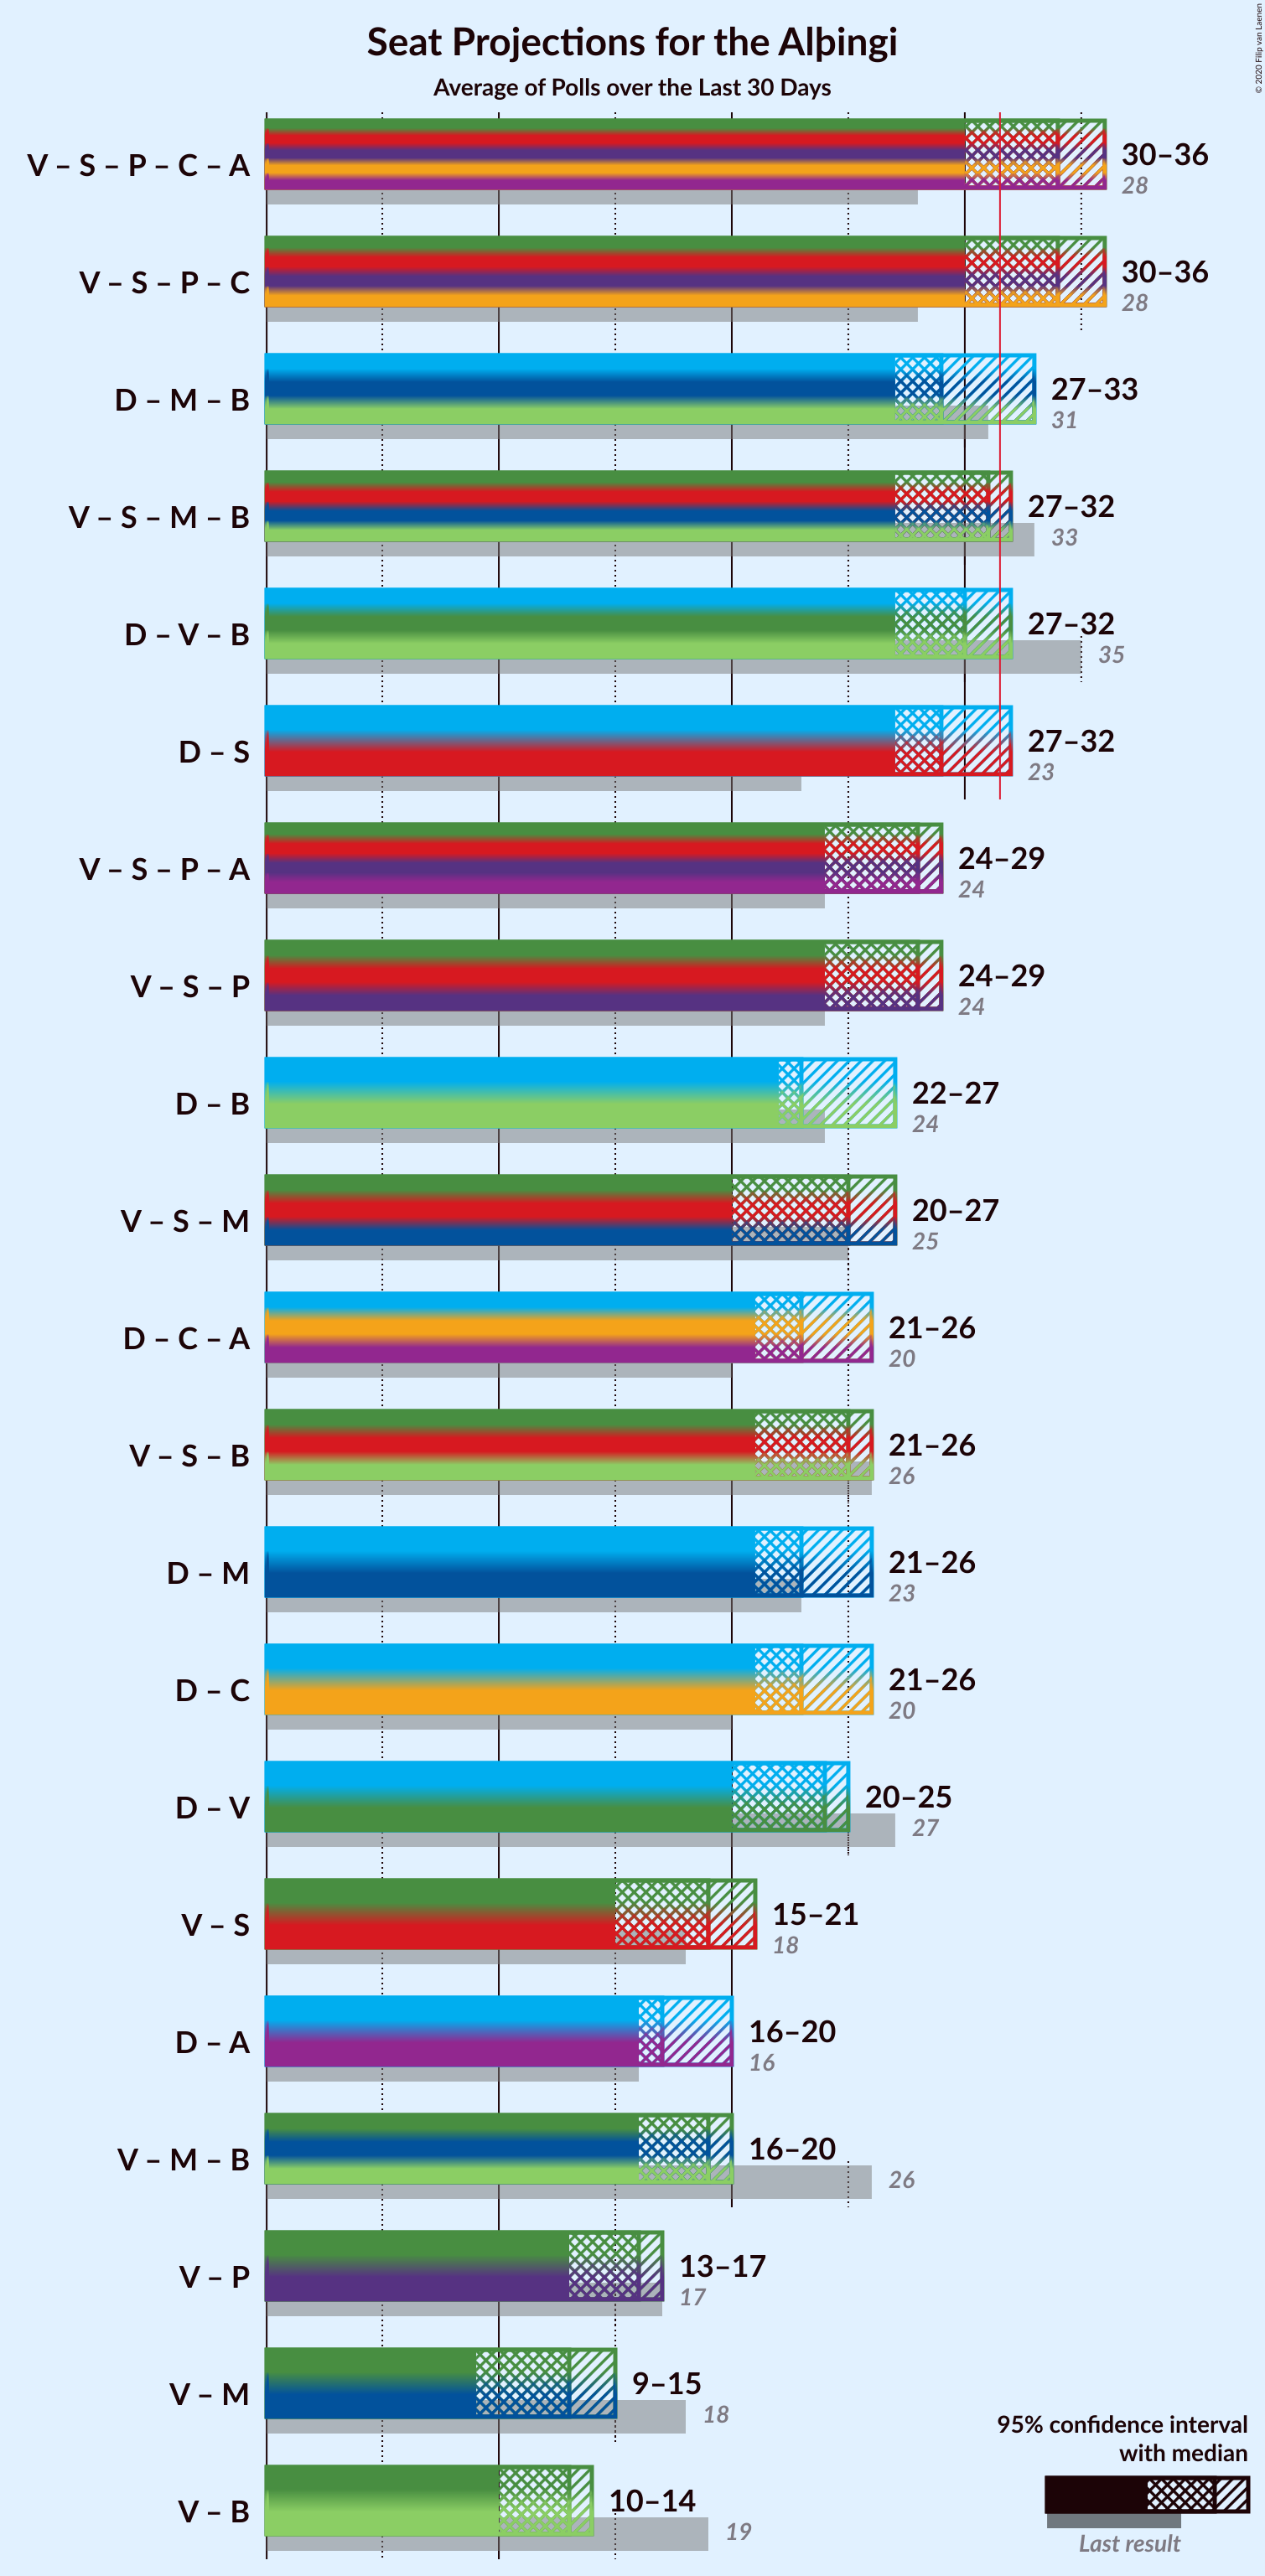 Seat Projections for the Alþingi
Average of Polls over the Last 30 Days
© 2020 Filip van Laenen
V – S – P – C – A
30–36
28
V – S – P – C
30–36
28
D – M – B
27–33
31
V – S – M – B
27–32
33
D – V – B
27–32
35
D – S
27–32
23
V – S – P – A
24–29
24
V – S – P
24–29
24
D – B
22–27
24
V – S – M
20–27
25
D – C – A
21–26
20
V – S – B
21–26
26
D – M
21–26
23
D – C
21–26
20
D – V
20–25
27
V – S
15–21
18
D – A
16–20
16
V – M – B
16–20
26
V – P
13–17
17
V – M
9–15
18
V – B
10–14
19
95% confidence interval
with median
Last result